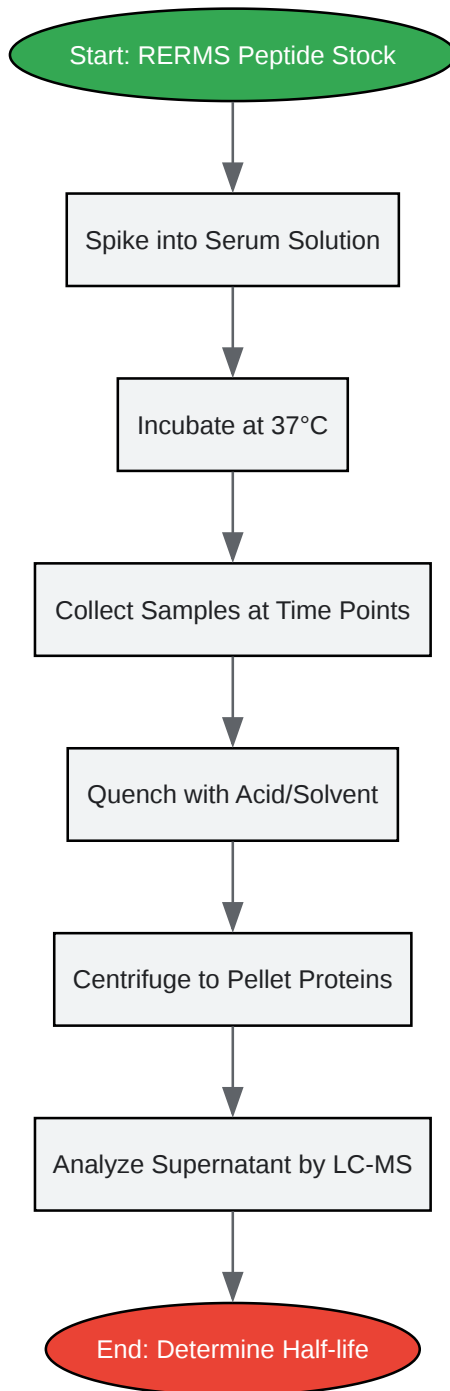 Start: RERMS Peptide Stock
Spike into Serum Solution
Incubate at 37°C
Collect Samples at Time Points
Quench with Acid/Solvent
Centrifuge to Pellet Proteins
Analyze Supernatant by LC-MS
End: Determine Half-life